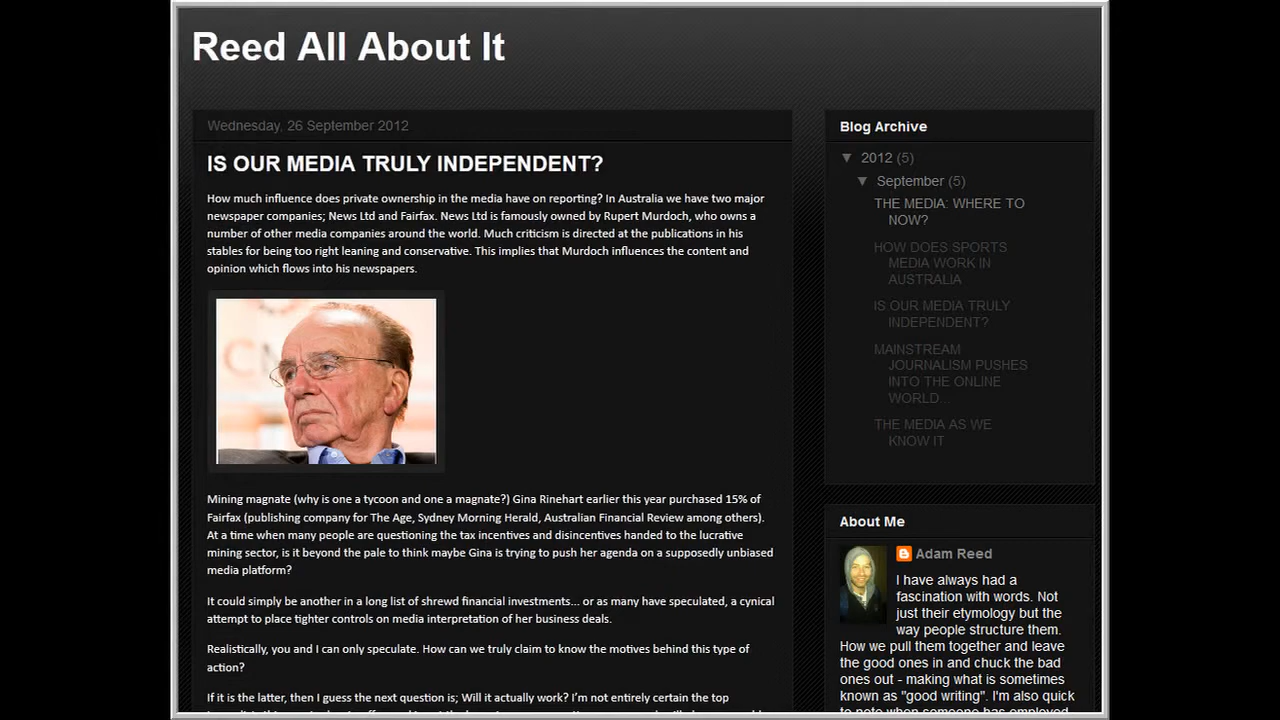 Reed All About It
Wednesday, 26 September 2012
IS OUR MEDIA TRULY INDEPENDENT?
How much influence does private ownership in the media have on reporting? In Australia we have two major
newspaper companies; News Ltd and Fairfax. News Ltd is famously owned by Rupert Murdoch, who owns a
number of other media companies around the world. Much criticism is directed at the publications in his
stables for being too right leaning and conservative. This implies that Murdoch influences the content and
opinion which flows into his newspapers.
Mining magnate (why is one a tycoon and one a magnate?) Gina Rinehart earlier this year purchased 15% of
Fairfax (publishing company for The Age, Sydney Morning Herald, Australian Financial Review among others).
At a time when many people are questioning the tax incentives and disincentives handed to the lucrative
mining sector, is it beyond the pale to think maybe Gina is trying to push her agenda on a supposedly unbiased
media platform?
It could simply be another in a long list of shrewd financial investments... or as many have speculated, a cynical
attempt to place tighter controls on media interpretation of her business deals.
Realistically, you and I can only speculate. How can we truly claim to know the motives behind this type of
action?
If it is the latter, then I guess the next question is; Will it actually work? I'm not entirely certain the top
Blog Archive
▼ 2012 (5)
▼ September (5)
THE MEDIA: WHERE TO
NOW?
HOW DOES SPORTS
MEDIA WORK IN
AUSTRALIA
IS OUR MEDIA TRULY
INDEPENDENT?
MAINSTREAM
JOURNALISM PUSHES
INTO THE ONLINE
WORLD...
THE MEDIA AS WE
KNOW IT
About Me
Adam Reed
I have always had a
fascination with words. Not
just their etymology but the
way people structure them.
How we pull them together and leave
the good ones in and chuck the bad
ones out - making what is sometimes
known as "good writing". I'm also quick
to note when someone has employed